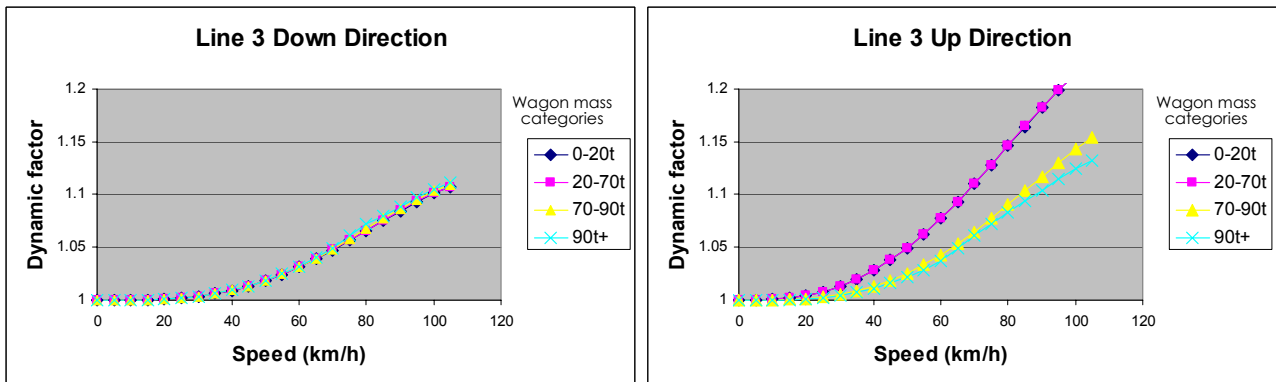 Line 3 Down Direction
1.2
1.15
1.1
1.05
1
0
20
40
60
80
100
120
Dynamic factor
Speed (km/h)
Wagon mass
categories
0-20t
20-70t
70-90t
90t+
Line 3 Up Direction
1.2
1.15
1.1
1.05
1
0
20
40
60
80
100
120
Dynamic factor
Speed (km/h)
Wagon mass
categories
0-20t
20-70t
70-90t
90t+